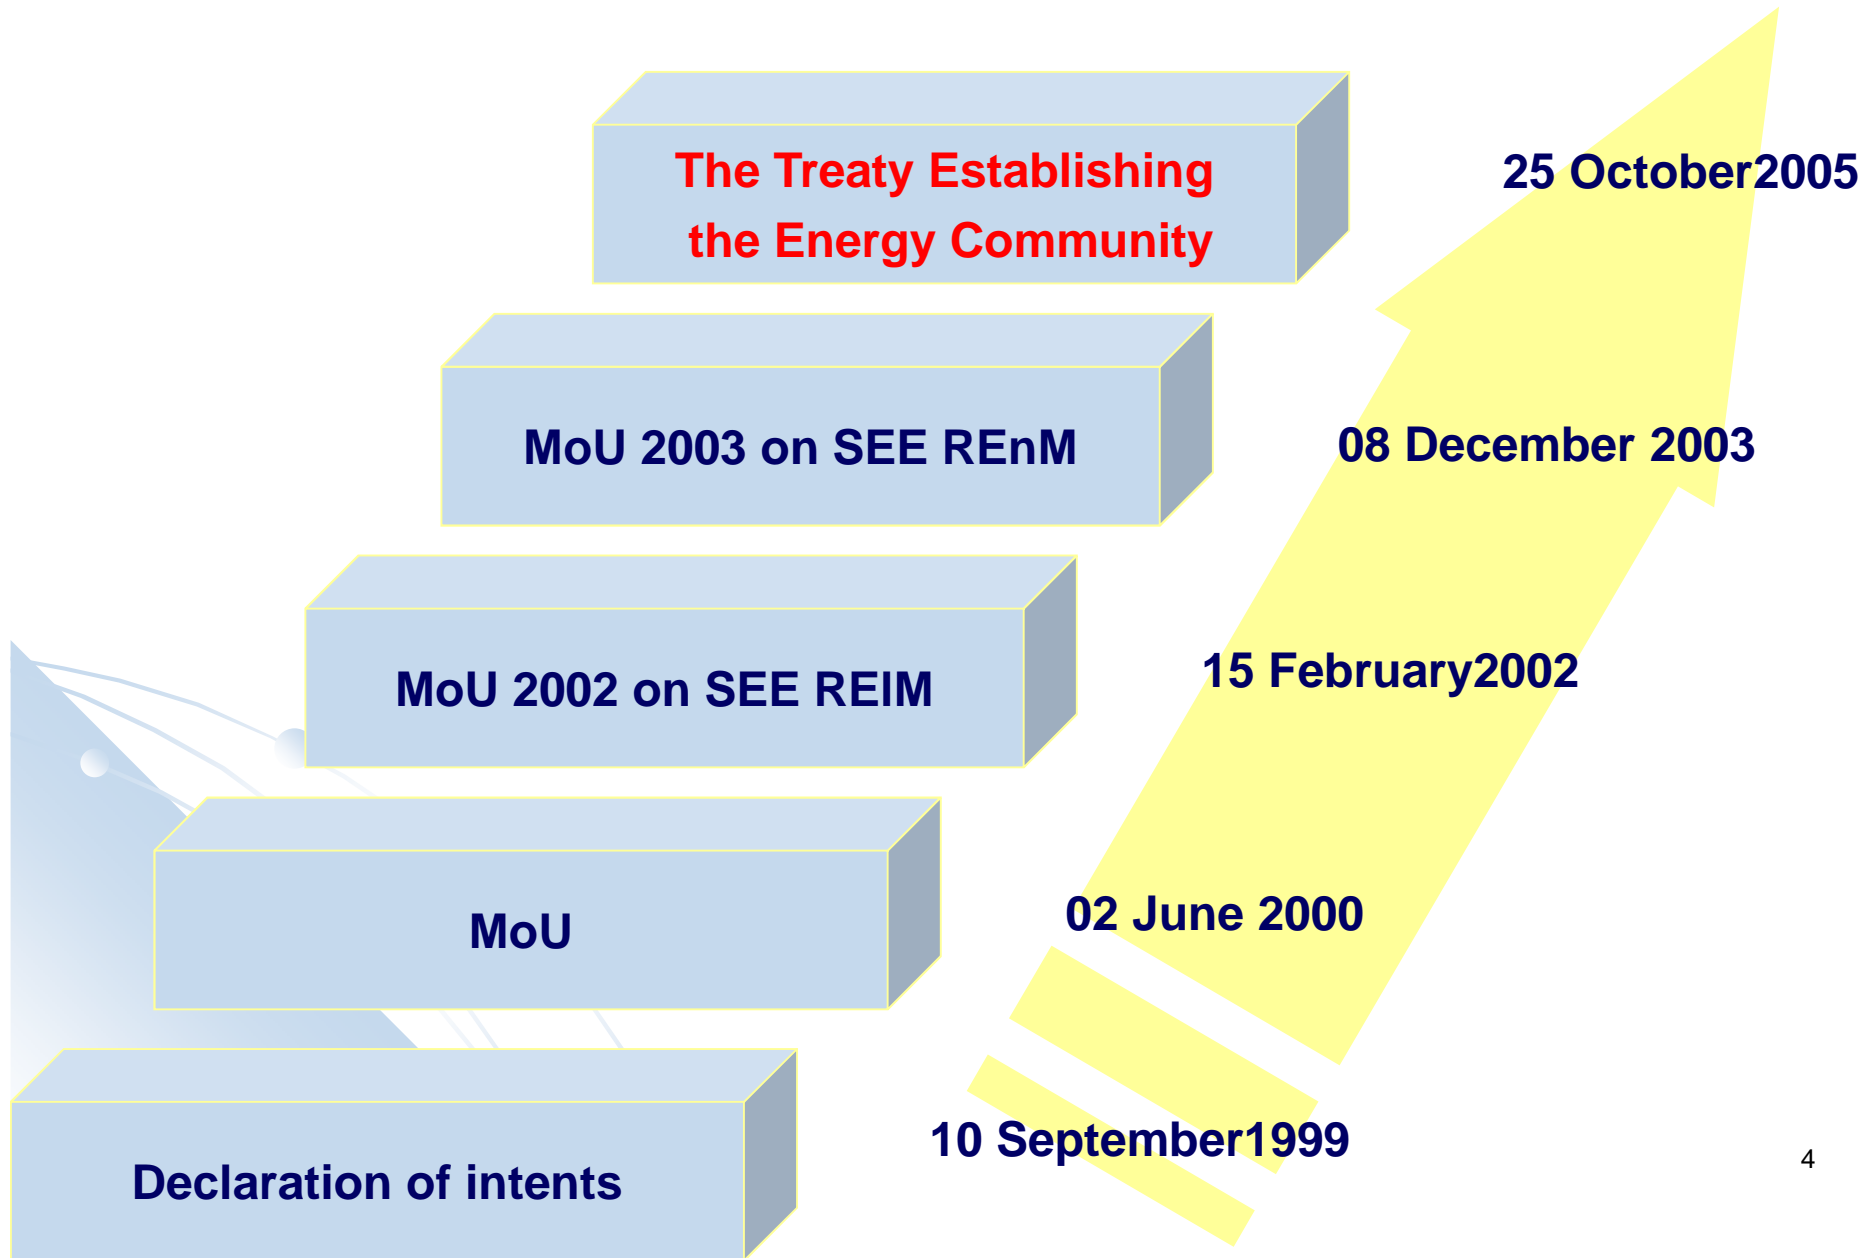 The Treaty Establishing
the Energy Community
25 October2005
MoU 2003 on SEE REnM
08 December 2003
MoU 2002 on SEE REIM
15 February2002
MoU
02 June 2000
Declaration of intents
10 September1999
4